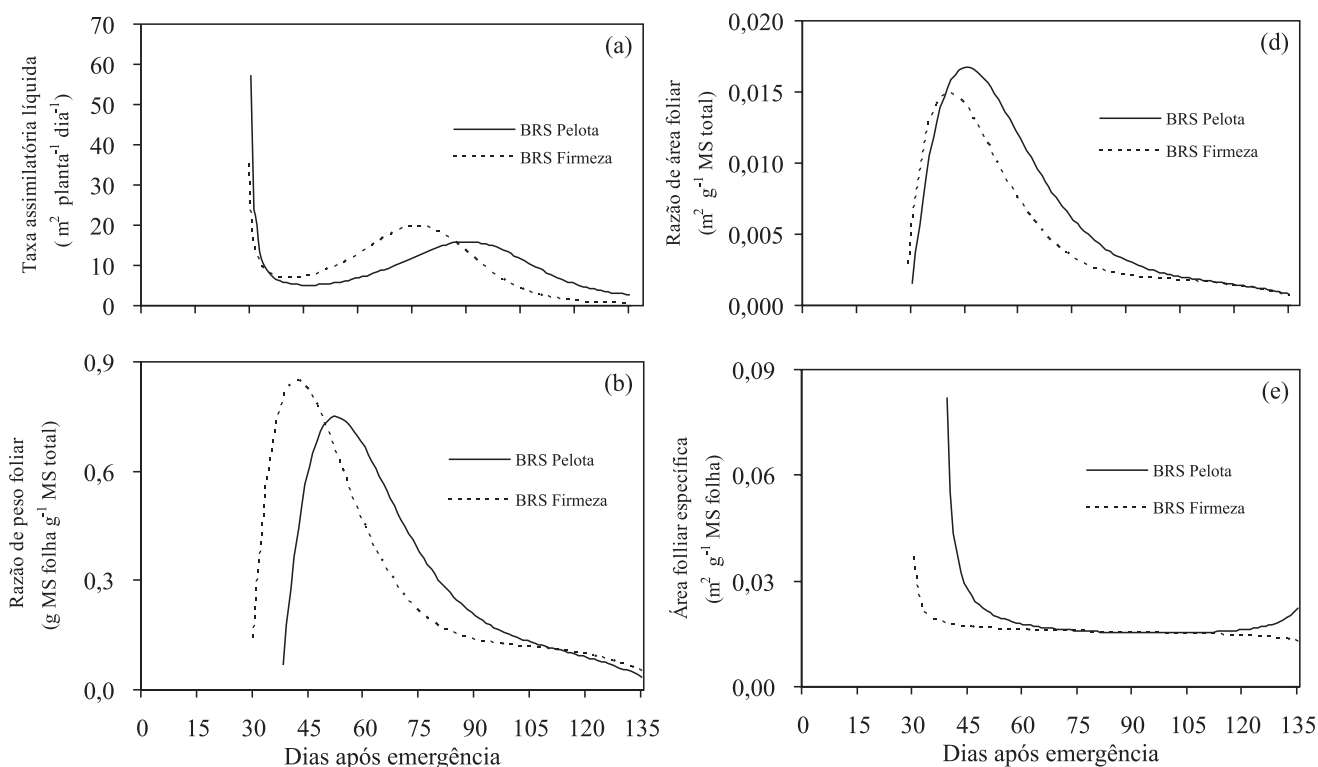 70
60
50
40
30
20
10
0
Taxa assimilatória líquida
( m² planta⁻¹ dia⁻¹)
(a)
BRS Pelota
BRS Firmeza
0,020
0,015
0,010
0,005
0,000
Razão de área foliar
(m² g⁻¹ MS total)
(d)
BRS Pelota
BRS Firmeza
0,9
0,6
0,3
0,0
Razão de peso foliar
(g MS folha g⁻¹ MS total)
(b)
BRS Pelota
BRS Firmeza
0 15 30 45 60 75 90 105 120 135
Dias após emergência
0,09
0,06
0,03
0,00
Área folliar específica
(m² g⁻¹ MS folha)
(e)
BRS Pelota
BRS Firmeza
0 15 30 45 60 75 90 105 120 135
Dias após emergência